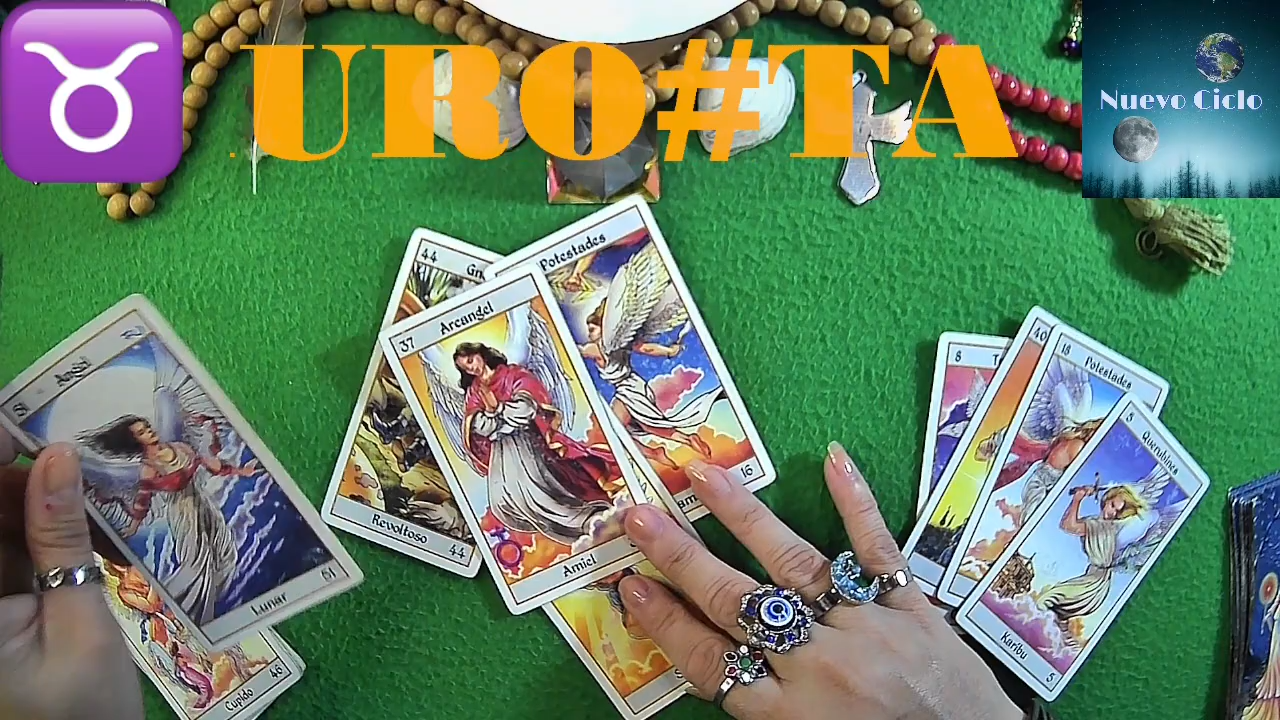 URO#TA
Nuevo Ciclo
44
Potestades
16
37 Arcangel
Amiel
Revoltoso 44
Angel
51
Lunar
Cupido 46
8
40
18 Potestades
5 Querubines
Karibu 5